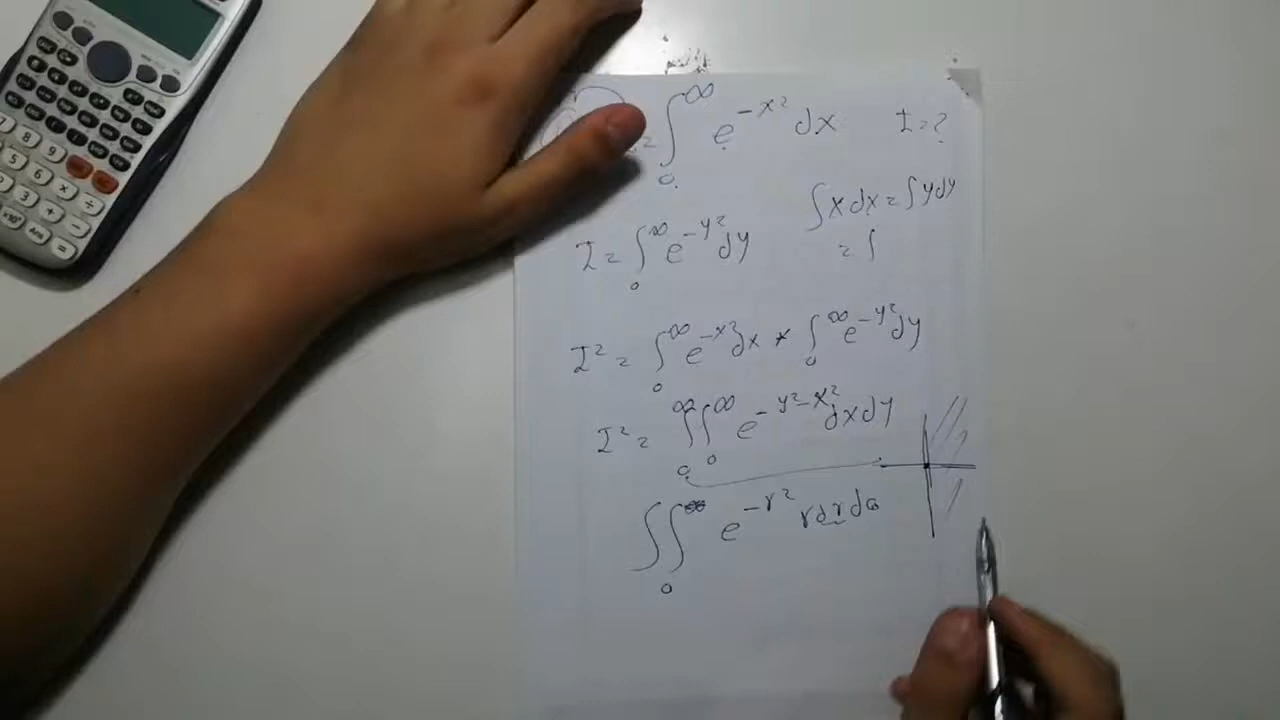 = ∫₀^∞ e^{-x²} dx I = ?
∫x dx = ∫y dy
= ∫
I = ∫₀^∞ e^{-y²} dy
I² = ∫₀^∞ e^{-x²} dx * ∫₀^∞ e^{-y²} dy
I² = ∫₀^∞ ∫₀^∞ e^{-y²-x²} dx dy
∫ ∫₀^∞ e^{-r²} r dr dθ